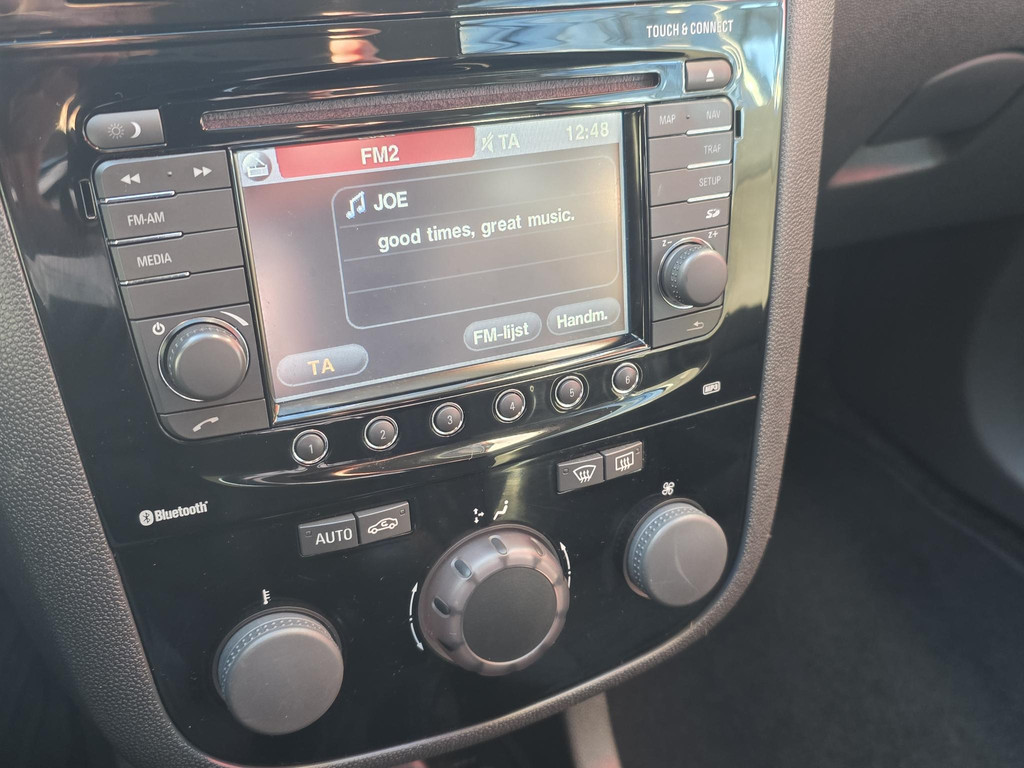 TOUCH & CONNECT
FM2
TA
12:48
MAP
NAV
TRAF
SETUP
SD
z-
z+
FM-AM
MEDIA
JOE
good times, great music.
FM-lijst
Handm.
TA
1
2
3
4
5
6
MP3
Bluetooth
AUTO